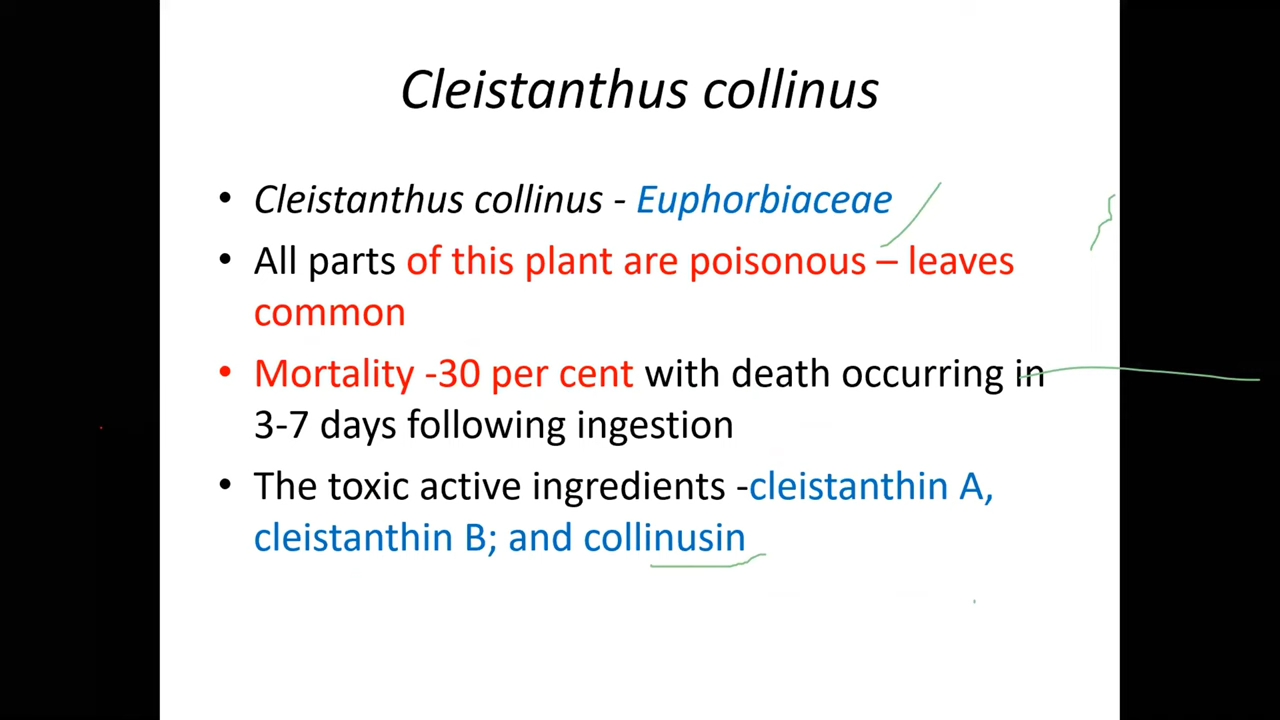 Cleistanthus collinus
• Cleistanthus collinus - Euphorbiaceae
• All parts of this plant are poisonous – leaves
common
• Mortality -30 per cent with death occurring in
3-7 days following ingestion
• The toxic active ingredients -cleistanthin A,
cleistanthin B; and collinusin